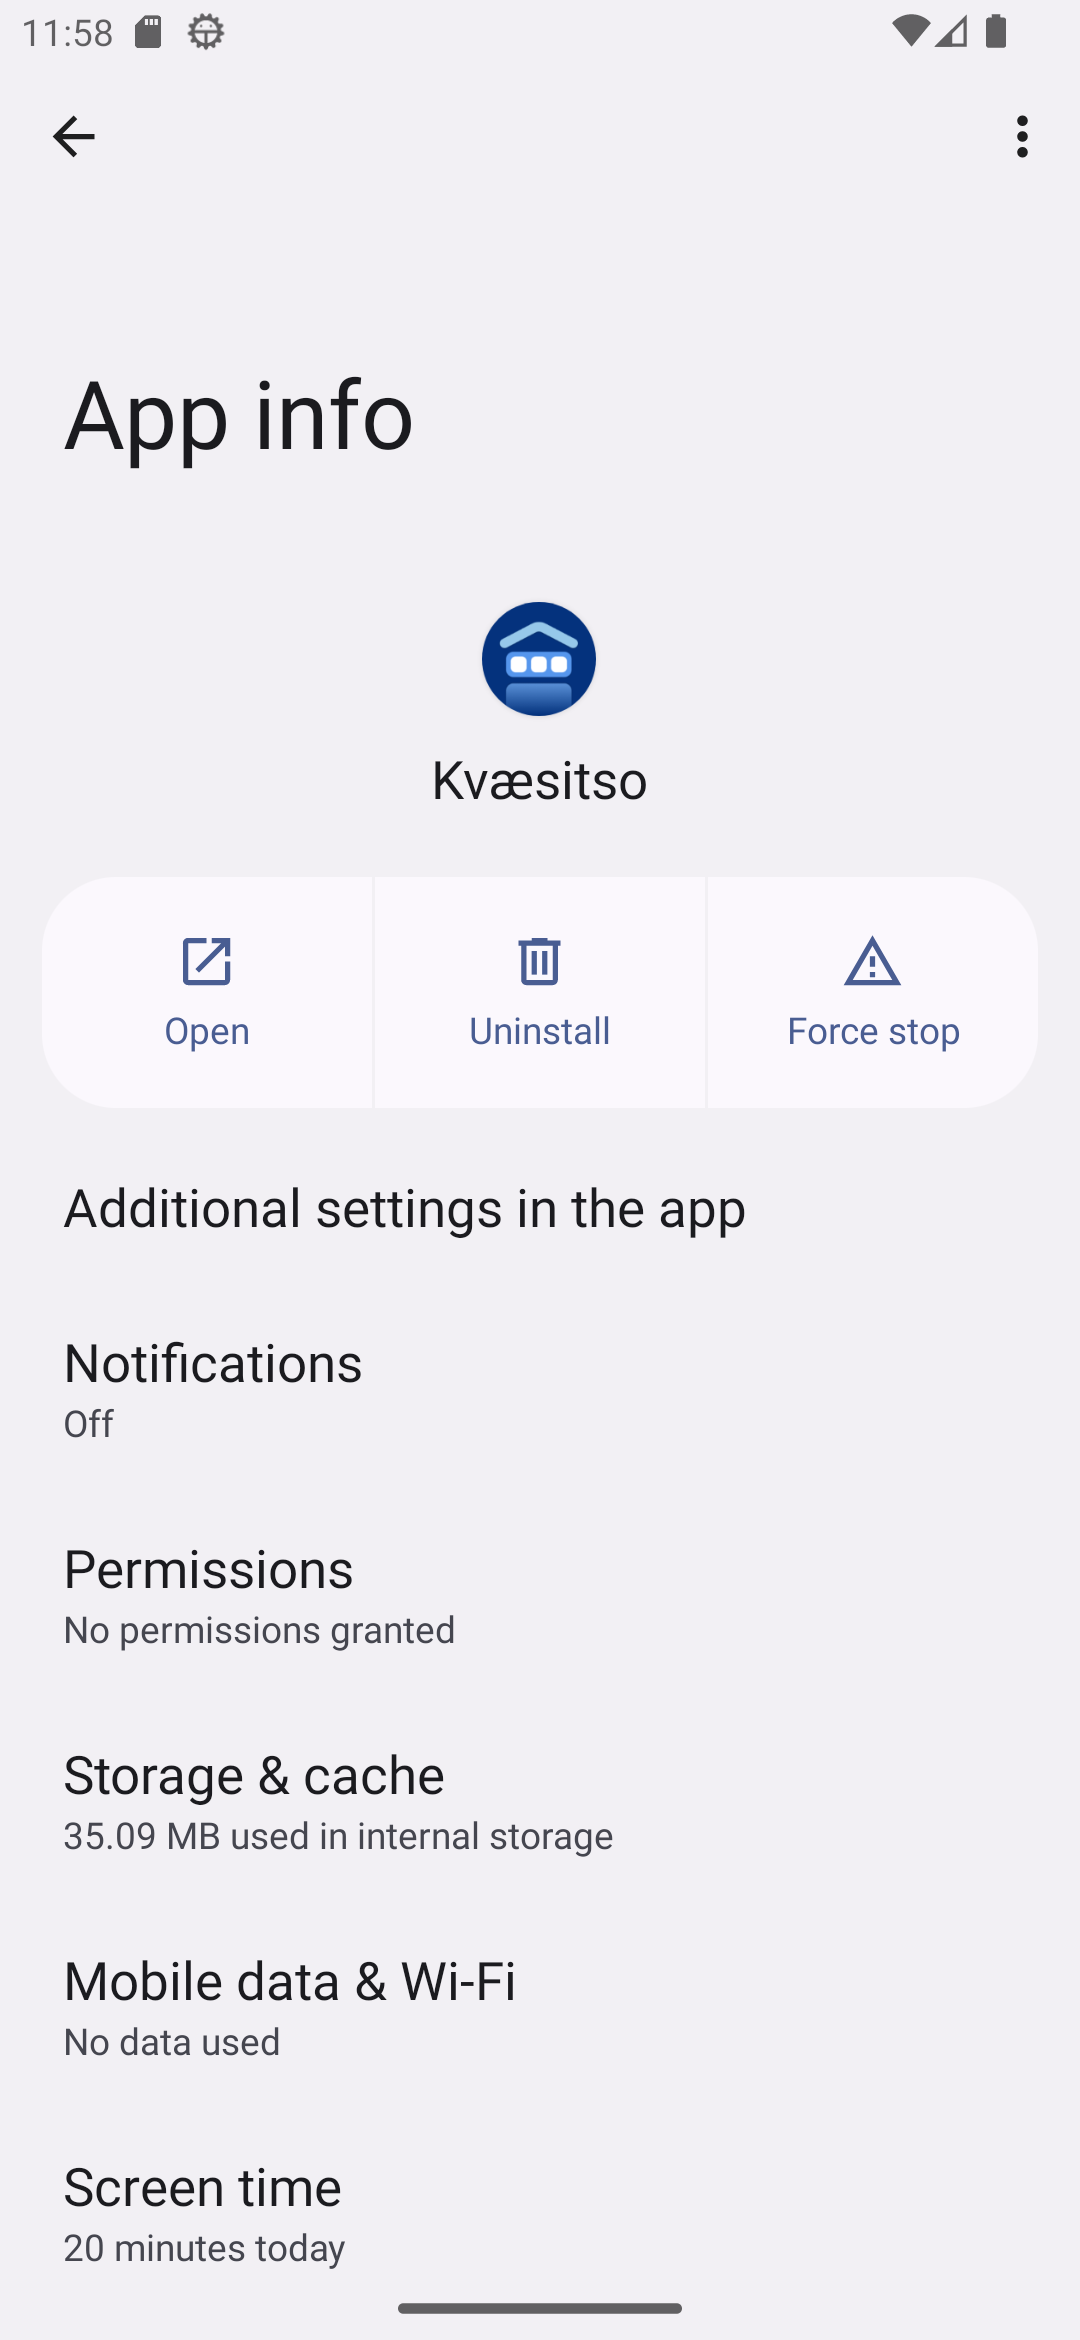 11:58
App info
Kvæsitso
Open
Uninstall
Force stop
Additional settings in the app
Notifications
Off
Permissions
No permissions granted
Storage & cache
35.09 MB used in internal storage
Mobile data & Wi-Fi
No data used
Screen time
20 minutes today